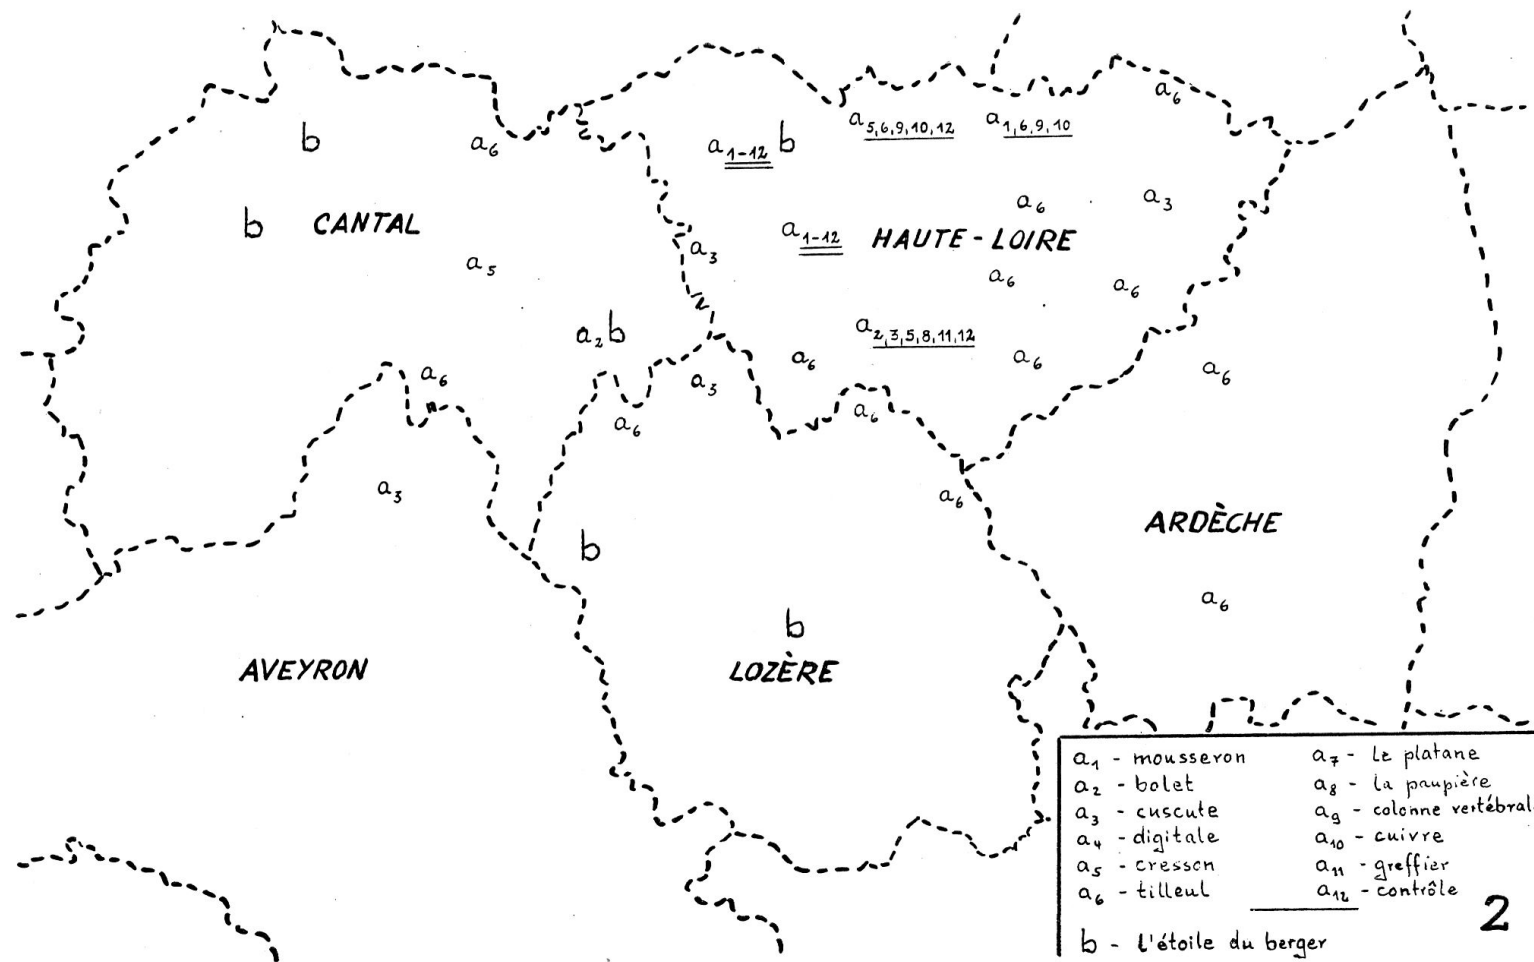 a6
a5,6,9,10,12 a1,6,9,10
b a6 a1-12 b
a6 a3
b CANTAL a1-12 HAUTE-LOIRE
a3
a5 a6 a6
a2 b a2,3,5,8,11,12
a6 a6 a6
a6 a3
a6 a6
a3 a6
ARDÈCHE
b
a6
b
AVEYRON LOZÈRE
a1 - mousseron
a2 - bolet
a3 - cuscute
a4 - digitale
a5 - cresson
a6 - tilleul
a7 - le platane
a8 - la paupière
a9 - colonne vertébral
a10 - cuivre
a11 - greffier
a12 - contrôle
b - l'étoile du berger
2